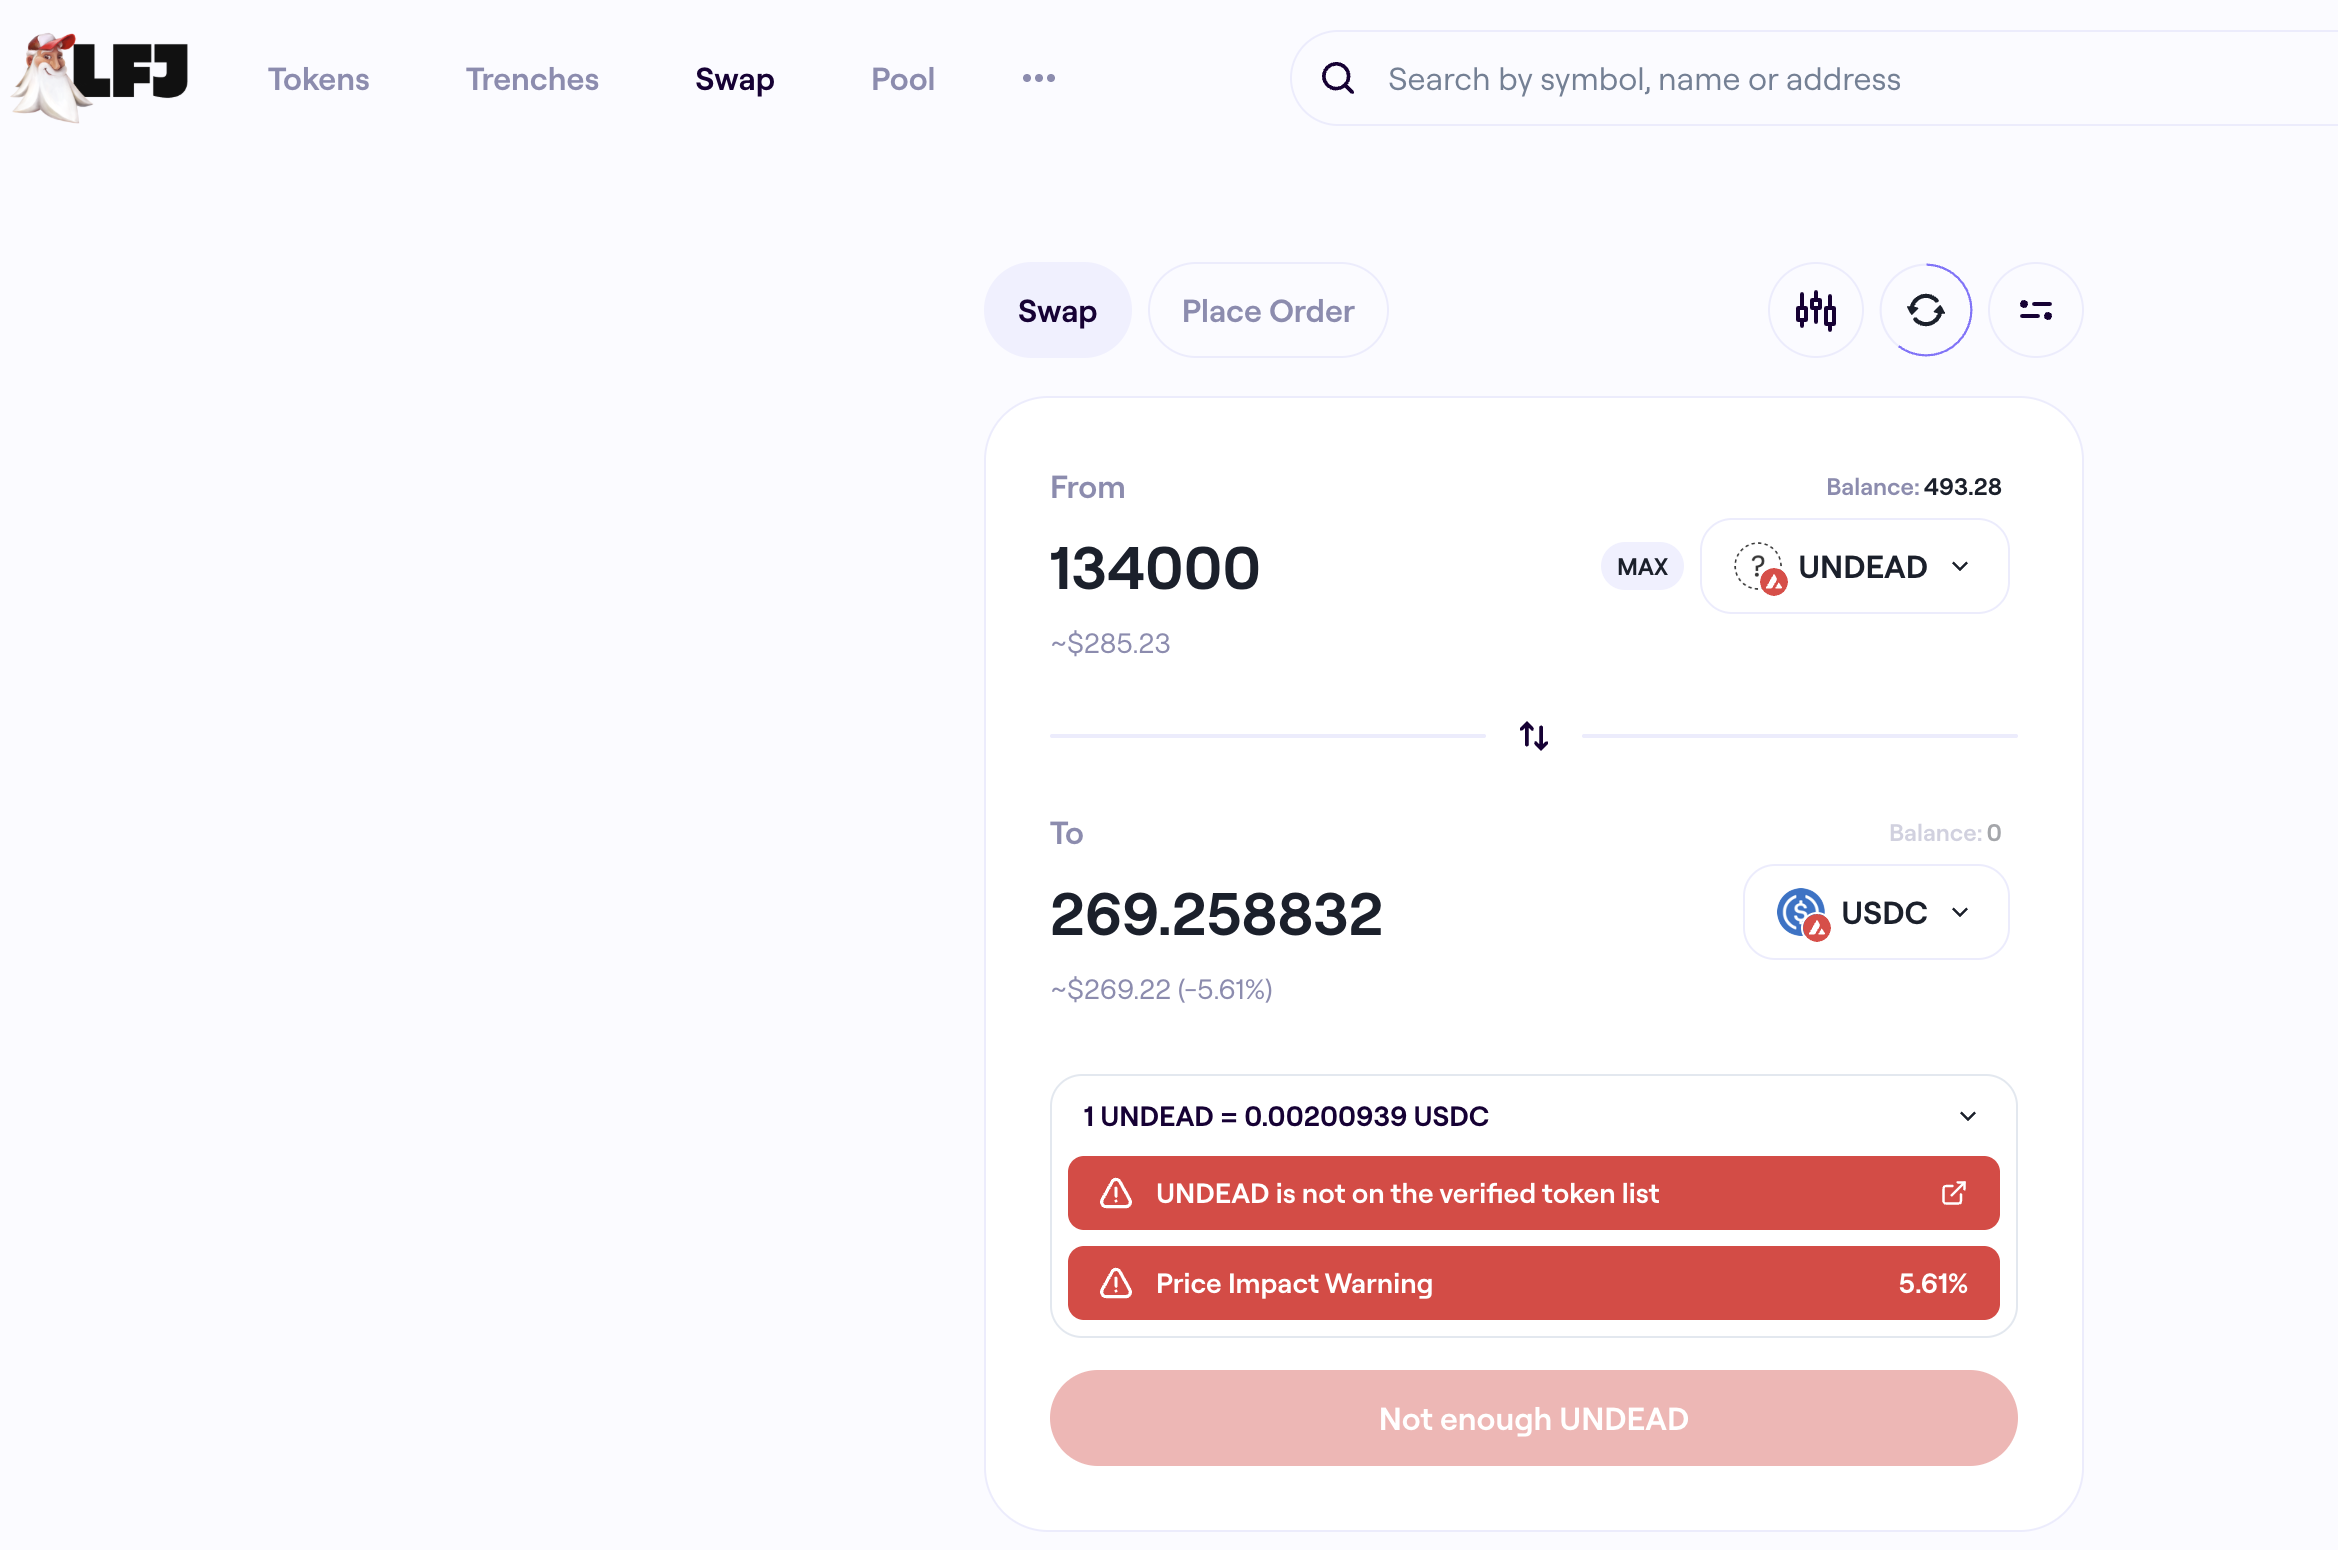 LFJ
Tokens
Trenches
Swap
Pool
Search by symbol, name or address
Swap
Place Order
From
Balance: 493.28
134000
MAX
? UNDEAD
~$285.23
To
Balance: 0
269.258832
USDC
~$269.22 (-5.61%)
1 UNDEAD = 0.00200939 USDC
UNDEAD is not on the verified token list
Price Impact Warning 5.61%
Not enough UNDEAD